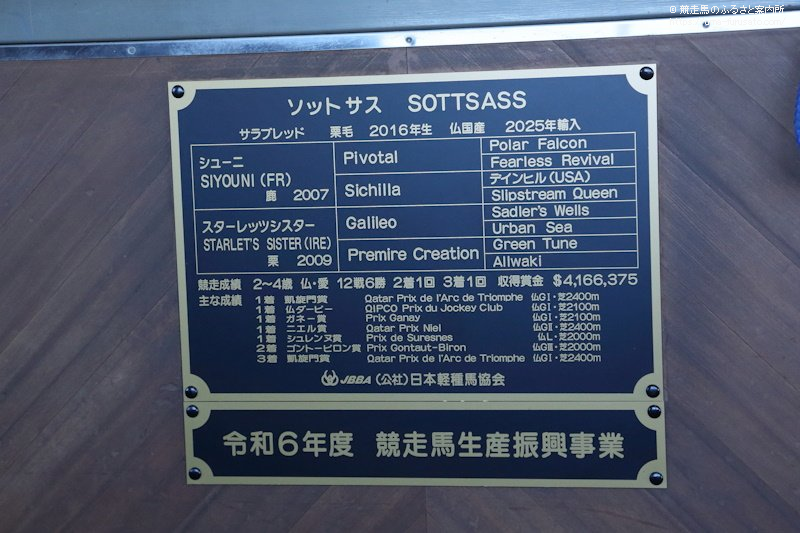 © 競走馬のふるさと案内所
ソットサス SOTTSASS
サラブレッド 栗毛 2016年生 仏国産 2025年輸入
シューニ
SIYOUNI (FR)
鹿 2007
スターレッツシスター
STARLET'S SISTER (IRE)
栗 2009
Pivotal
Sichilla
Galileo
Premire Creation
Polar Falcon
Fearless Revival
デインヒル(USA)
Slipstream Queen
Sadler's Wells
Urban Sea
Green Tune
Allwaki
競走成績 2〜4歳 仏・愛 12戦6勝 2着1回 3着1回 収得賞金 $4,166,375
主な成績 1着 凱旋門賞 Qatar Prix de l'Arc de Triomphe 仏GI・芝2400m
1着 仏ダービー QIPCO Prix du Jockey Club 仏GI・芝2100m
1着 ガネー賞 Prix Ganay 仏GI・芝2100m
1着 ニエル賞 Qatar Prix Niel 仏GII・芝2400m
1着 シュレンヌ賞 Prix de Suresnes 仏L・芝2000m
2着 ゴントービロン賞 Prix Gontaut-Biron 仏GIII・芝2000m
3着 凱旋門賞 Qatar Prix de l'Arc de Triomphe 仏GI・芝2400m
JBBA (公社)日本軽種馬協会
令和6年度 競走馬生産振興事業